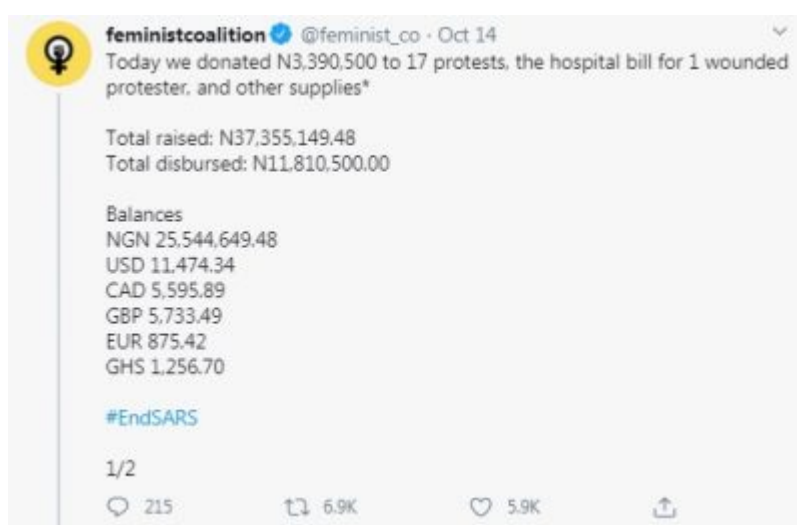 feministcoalition @feminist_co · Oct 14
Today we donated N3,390,500 to 17 protests, the hospital bill for 1 wounded
protester, and other supplies*
Total raised: N37,355,149.48
Total disbursed: N11,810,500.00
Balances
NGN 25,544,649.48
USD 11,474.34
CAD 5,595.89
GBP 5,733.49
EUR 875.42
GHS 1,256.70
#EndSARS
1/2
215 6.9K 5.9K